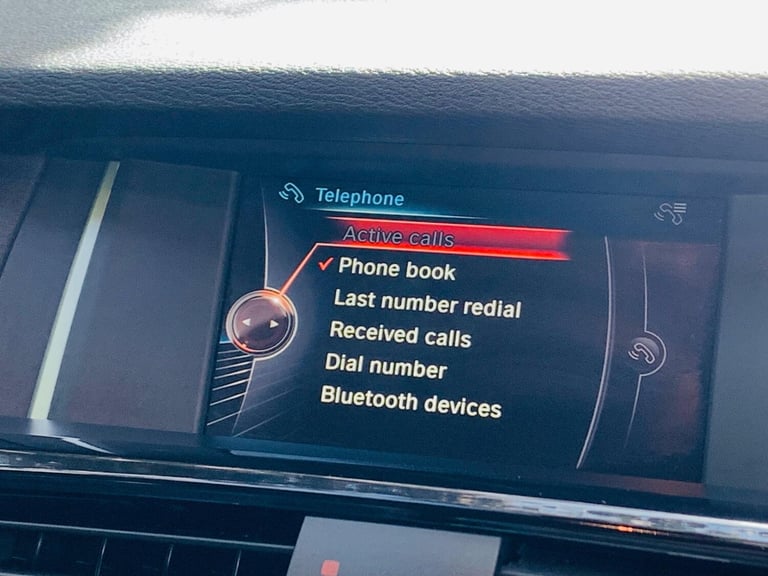 Telephone
Active calls
Phone book
Last number redial
Received calls
Dial number
Bluetooth devices